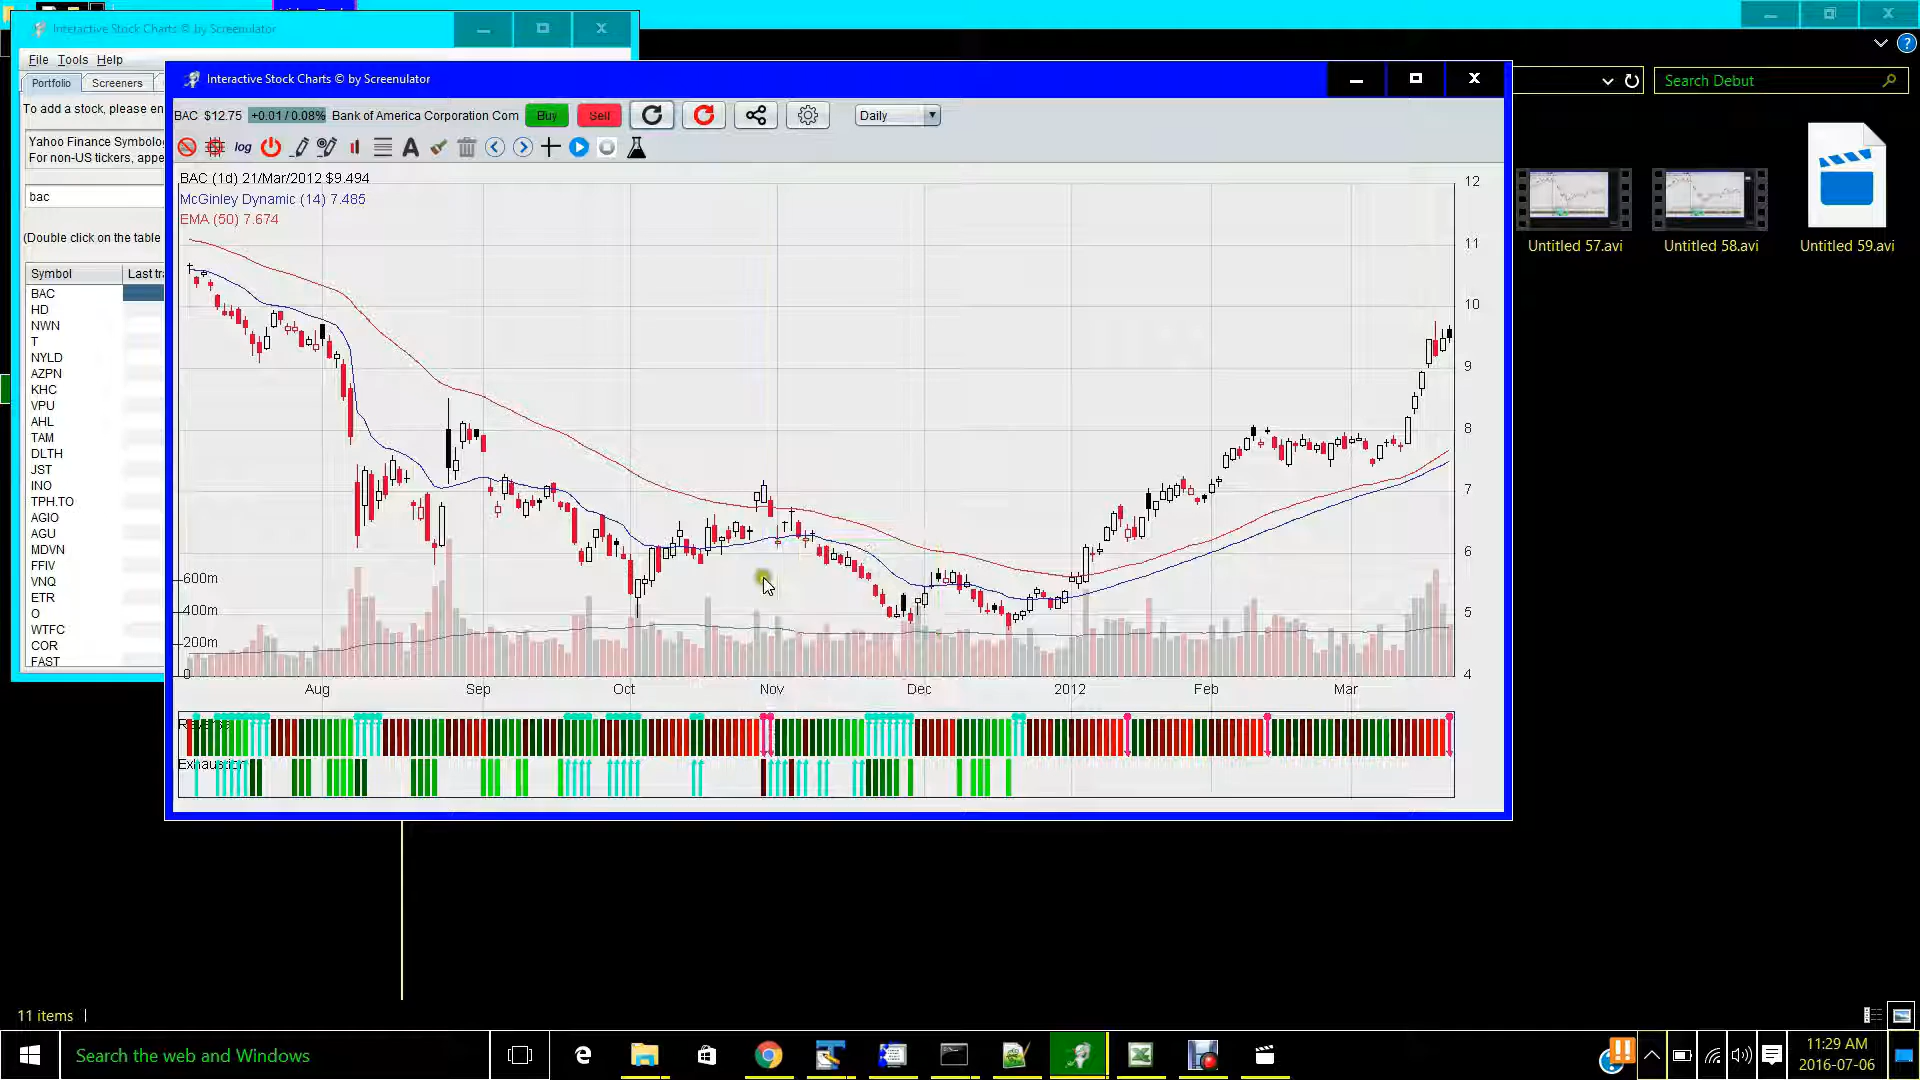 Interactive Stock Charts © by Screenulator
File Tools Help
Portfolio Screeners
To add a stock, please en
Yahoo Finance Symbolog
For non-US tickers, appe
bac
(Double click on the table
Symbol Last tr
BAC
HD
NWN
T
NYLD
AZPN
KHC
VPU
AHL
TAM
DLTH
JST
INO
TPH.TO
AGIO
AGU
MDVN
FFIV
VNQ
ETR
O
WTFC
COR
FAST
Interactive Stock Charts © by Screenulator
BAC $12.75 +0.01 / 0.08% Bank of America Corporation Com Buy Sell Daily
log A
BAC (1d) 21/Mar/2012 $9.494
McGinley Dynamic (14) 7.485
EMA (50) 7.674
12
11
10
9
8
7
6
5
4
600m
400m
200m
0
Aug Sep Oct Nov Dec 2012 Feb Mar
Exhaustion
Search Debut
Untitled 57.avi Untitled 58.avi Untitled 59.avi
11 items
Search the web and Windows
11:29 AM
2016-07-06